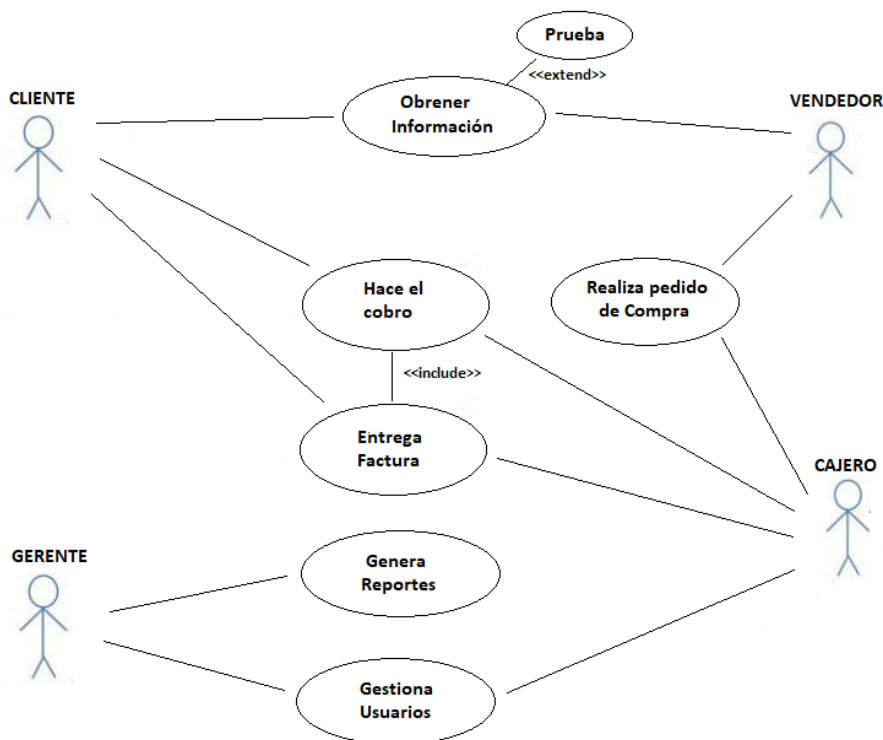 Prueba
<<extend>>
CLIENTE
Obrener
Información
VENDEDOR
Hace el
cobro
Realiza pedido
de Compra
<<include>>
Entrega
Factura
CAJERO
GERENTE
Genera
Reportes
Gestiona
Usuarios